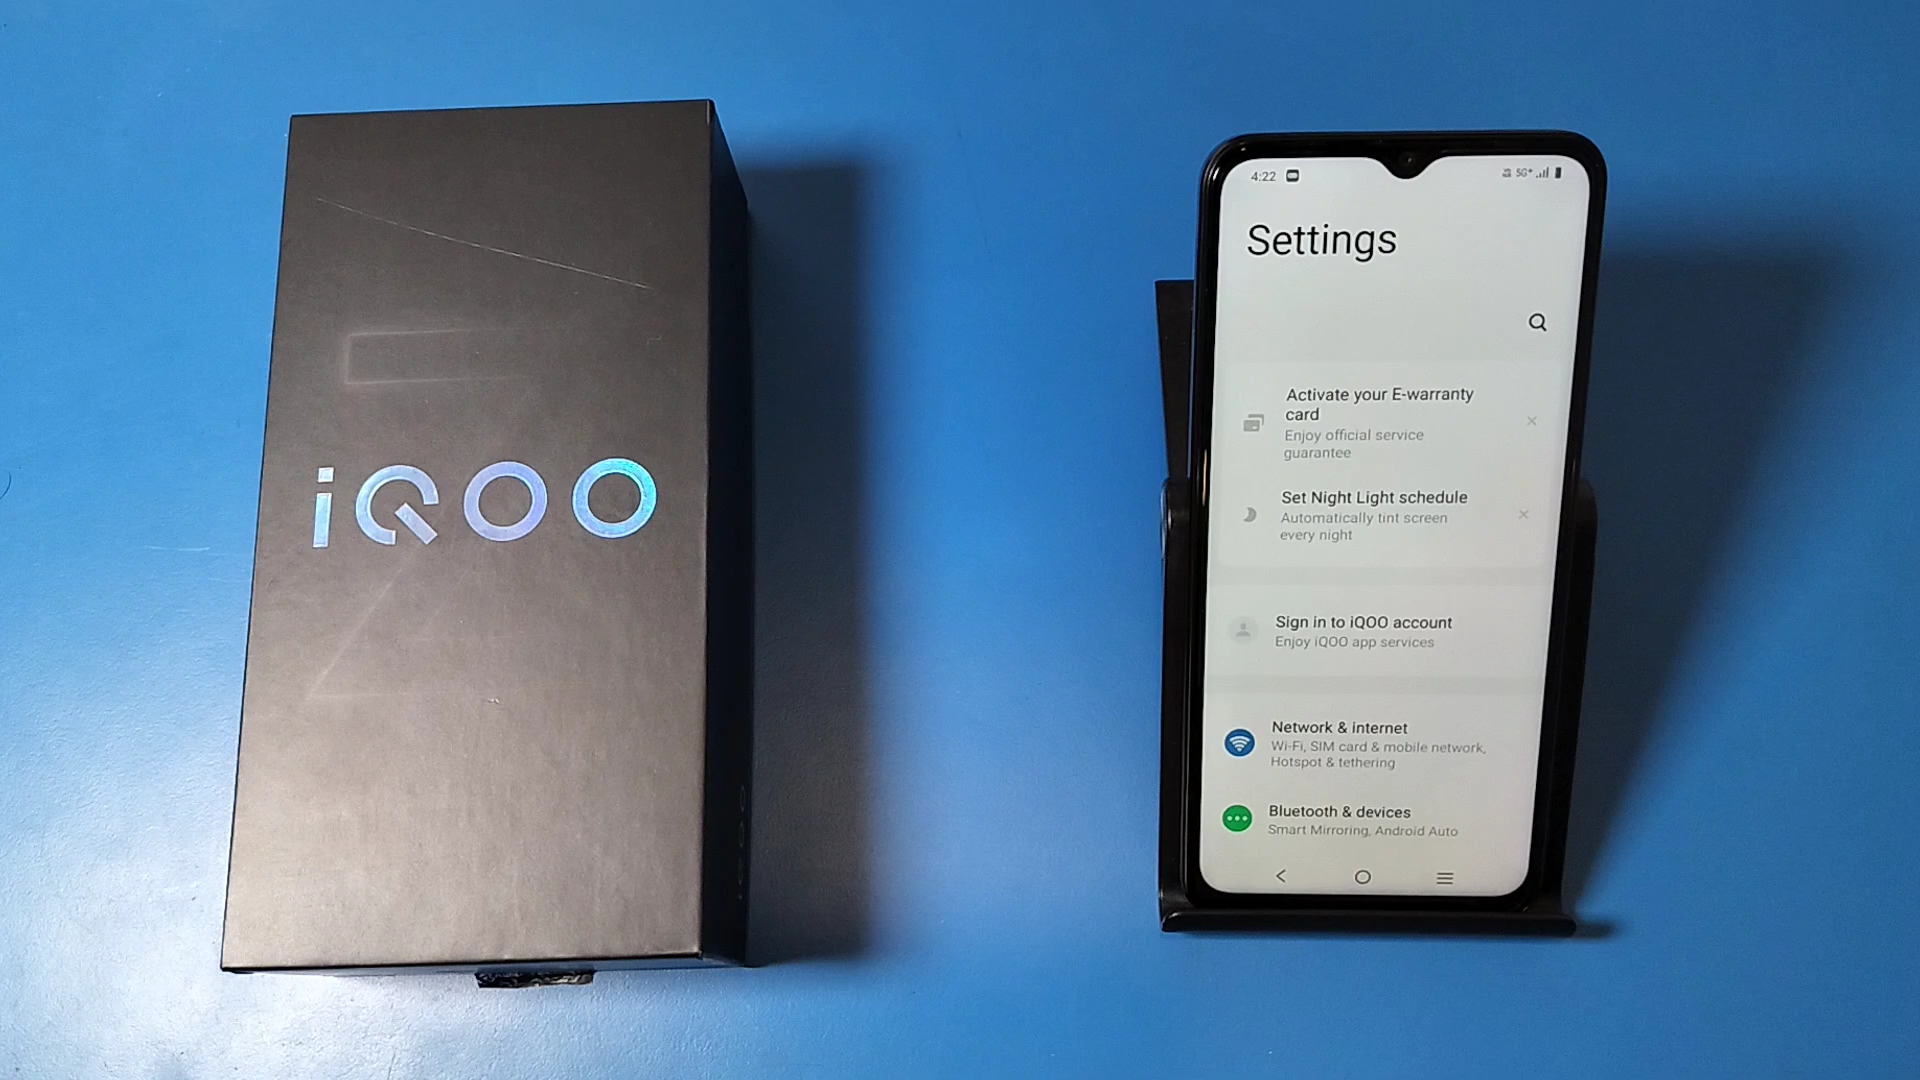 iQOO
iQOO
4:22
5G+
Settings
Activate your E-warranty
card
Enjoy official service
guarantee
Set Night Light schedule
Automatically tint screen
every night
Sign in to iQOO account
Enjoy iQOO app services
Network & internet
Wi-Fi, SIM card & mobile network,
Hotspot & tethering
Bluetooth & devices
Smart Mirroring, Android Auto